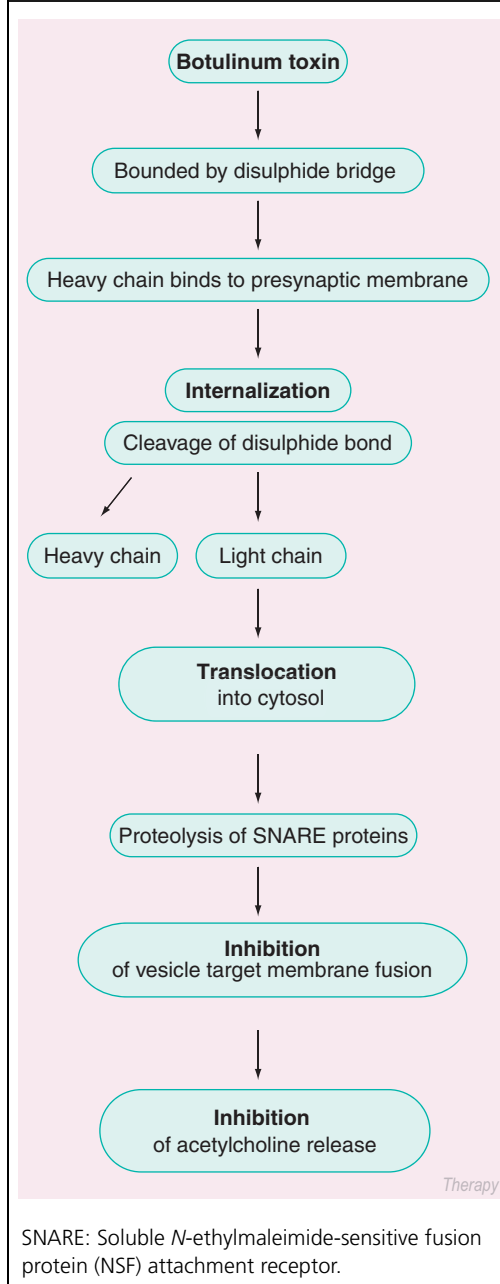 Botulinum toxin
Bounded by disulphide bridge
Heavy chain binds to presynaptic membrane
Internalization
Cleavage of disulphide bond
Heavy chain
Light chain
Translocation
into cytosol
Proteolysis of SNARE proteins
Inhibition
of vesicle target membrane fusion
Inhibition
of acetylcholine release
Therapy
SNARE: Soluble N-ethylmaleimide-sensitive fusion
protein (NSF) attachment receptor.